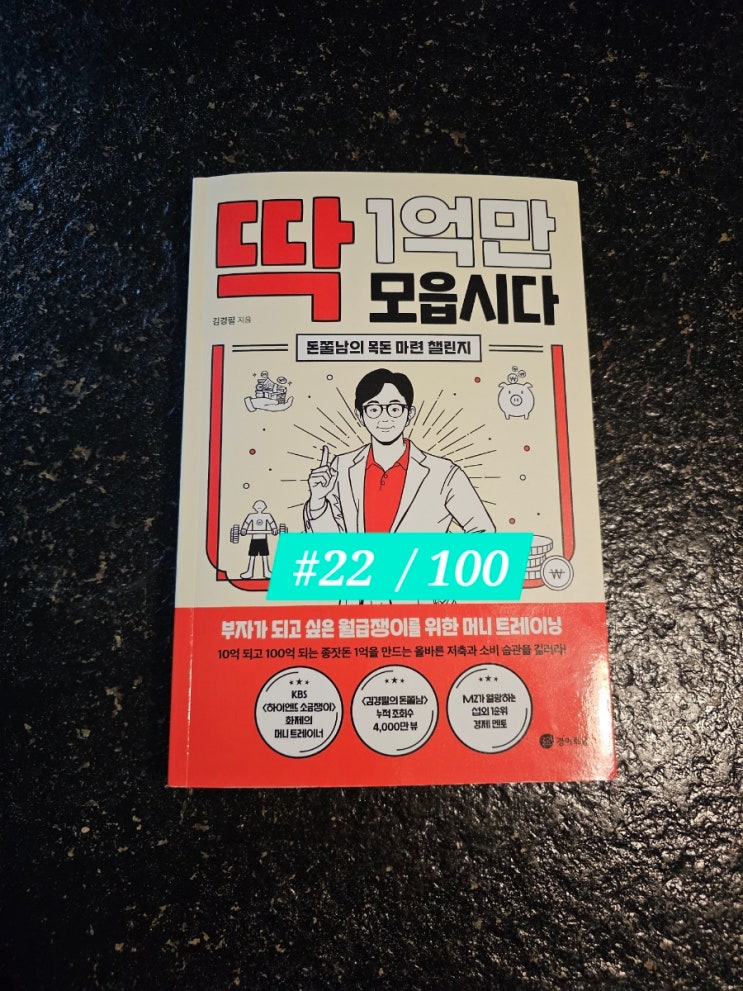 딱 1억만
모읍시다
김경필 지음
돈쭐남의 목돈 마련 챌린지
#22 / 100
부자가 되고 싶은 월급쟁이를 위한 머니 트레이닝
10억 되고 100억 되는 종잣돈 1억을 만드는 올바른 저축과 소비 습관을 길러라!
KBS
<하이엔드 소금쟁이>
화제의
머니 트레이너
<김경필의 돈쭐남>
누적 조회수
4,000만 뷰
MZ가 열광하는
섭외 1순위
경제 멘토